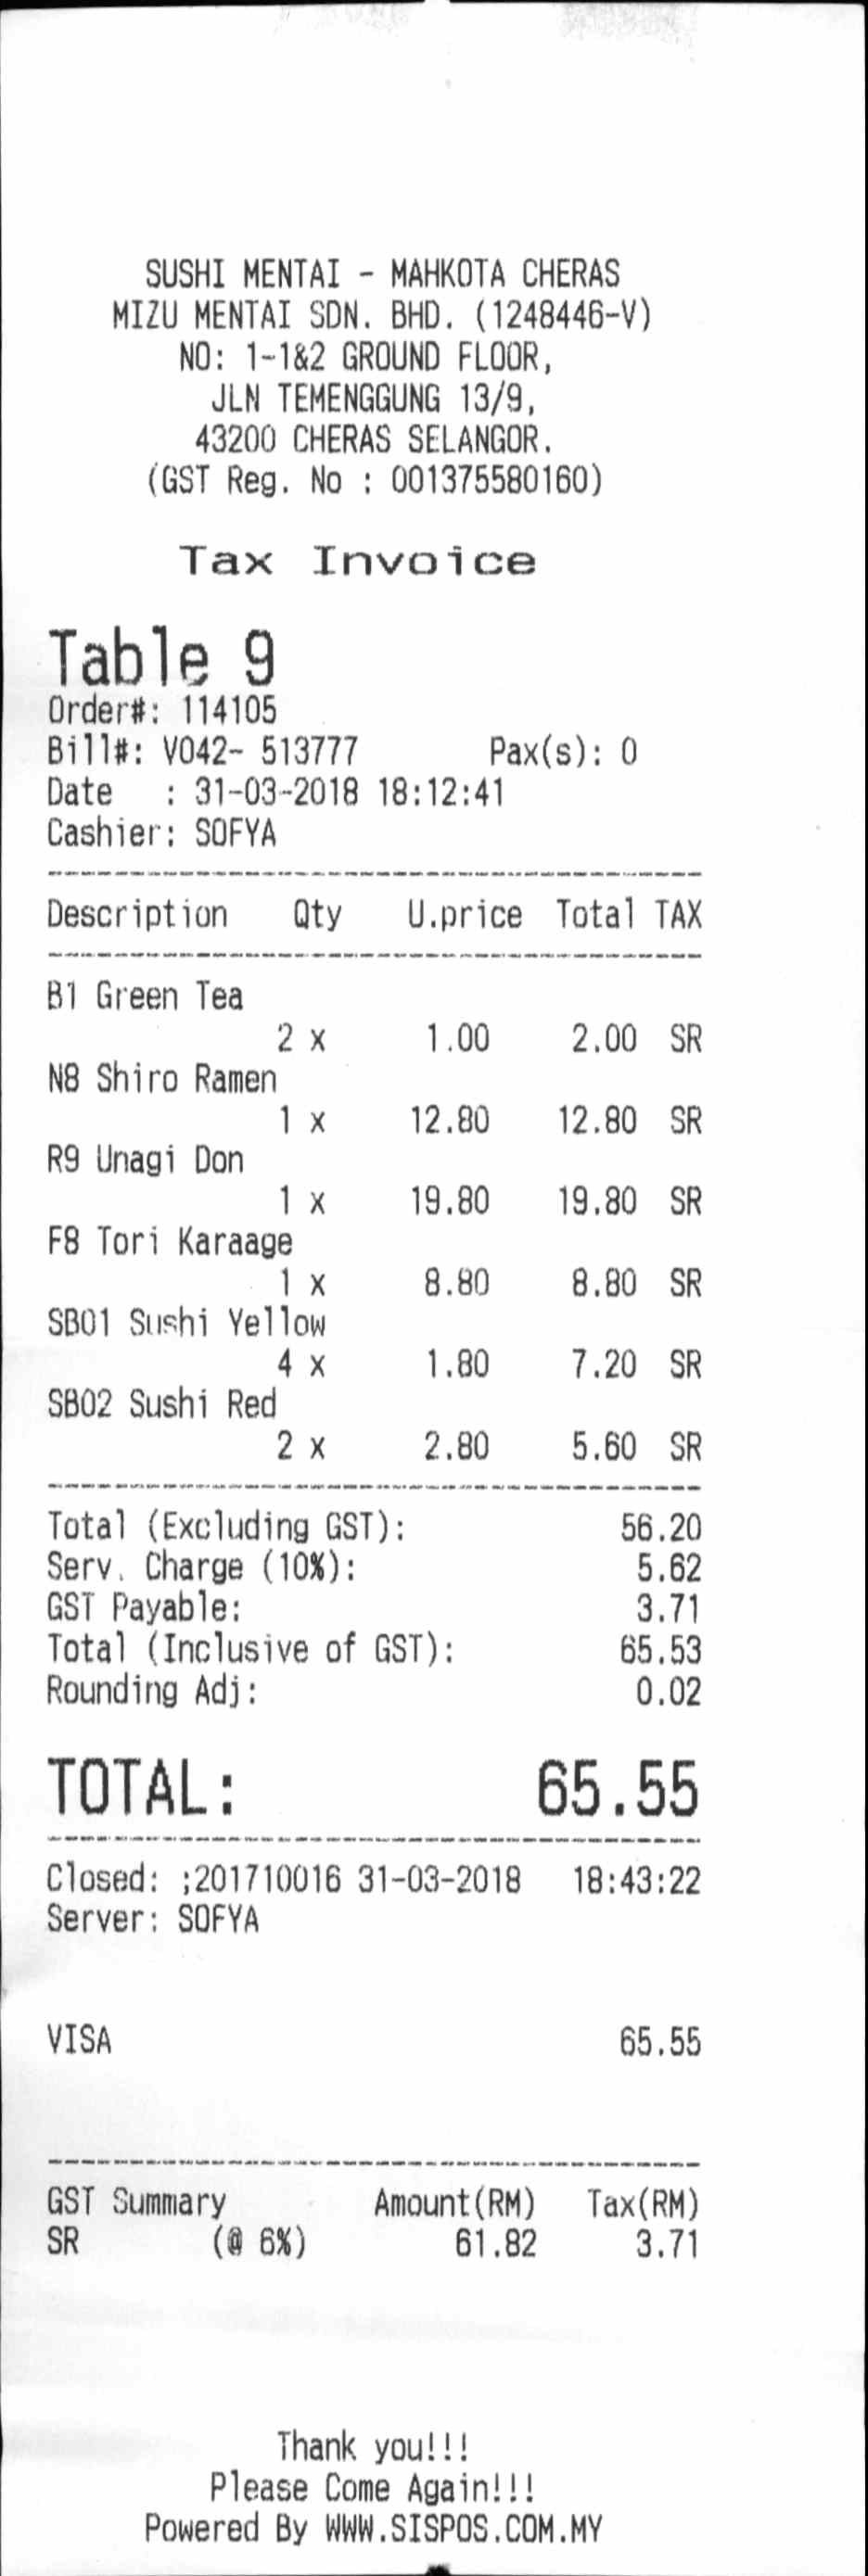 SUSHI MENTAI - MAHKOTA CHERAS
MIZU MENTAI SDN. BHD. (1248446-V)
NO: 1-1&2 GROUND FLOOR,
JLN TEMENGGUNG 13/9,
43200 CHERAS SELANGOR.
(GST Reg. No : 001375580160)
Tax Invoice
Table 9
Order#: 114105
Bill#: V042- 513777 Pax(s): 0
Date : 31-03-2018 18:12:41
Cashier: SOFYA
Description Qty U.price Total TAX
B1 Green Tea
2 x 1.00 2.00 SR
N8 Shiro Ramen
1 x 12.80 12.80 SR
R9 Unagi Don
1 x 19.80 19.80 SR
F8 Tori Karaage
1 x 8.80 8.80 SR
SB01 Sushi Yellow
4 x 1.80 7.20 SR
SB02 Sushi Red
2 x 2.80 5.60 SR
Total (Excluding GST): 56.20
Serv. Charge (10%): 5.62
GST Payable: 3.71
Total (Inclusive of GST): 65.53
Rounding Adj: 0.02
TOTAL: 65.55
Closed: ;201710016 31-03-2018 18:43:22
Server: SOFYA
VISA 65.55
GST Summary Amount(RM) Tax(RM)
SR (@ 6%) 61.82 3.71
Thank you!!!
Please Come Again!!!
Powered By WWW.SISPOS.COM.MY